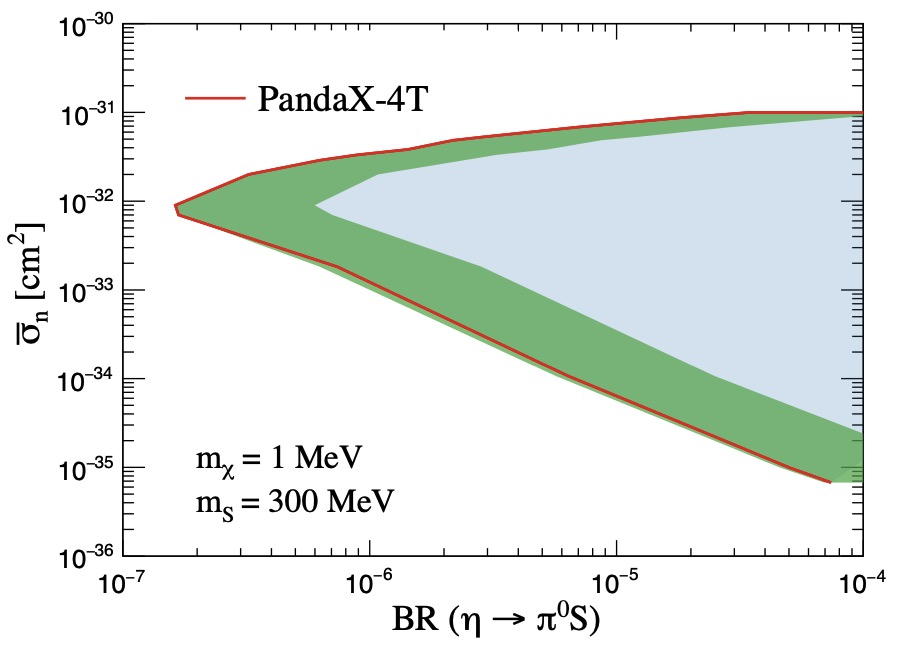 10⁻³⁰
PandaX-4T
10⁻³¹
10⁻³²
10⁻³³
10⁻³⁴
10⁻³⁵
10⁻³⁶
σ̅ₙ [cm²]
mχ = 1 MeV
m_S = 300 MeV
10⁻⁷ 10⁻⁶ 10⁻⁵ 10⁻⁴
BR (η → π⁰S)